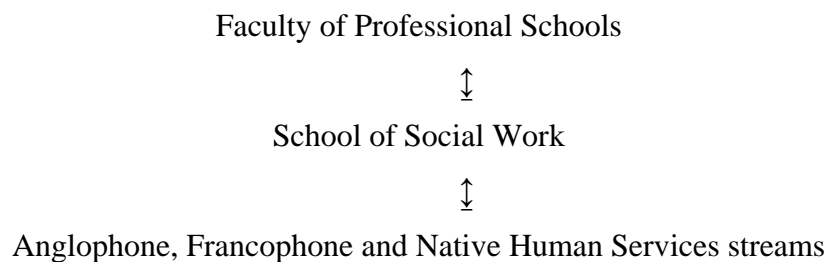 Faculty of Professional Schools
↨
School of Social Work
↨
Anglophone, Francophone and Native Human Services streams